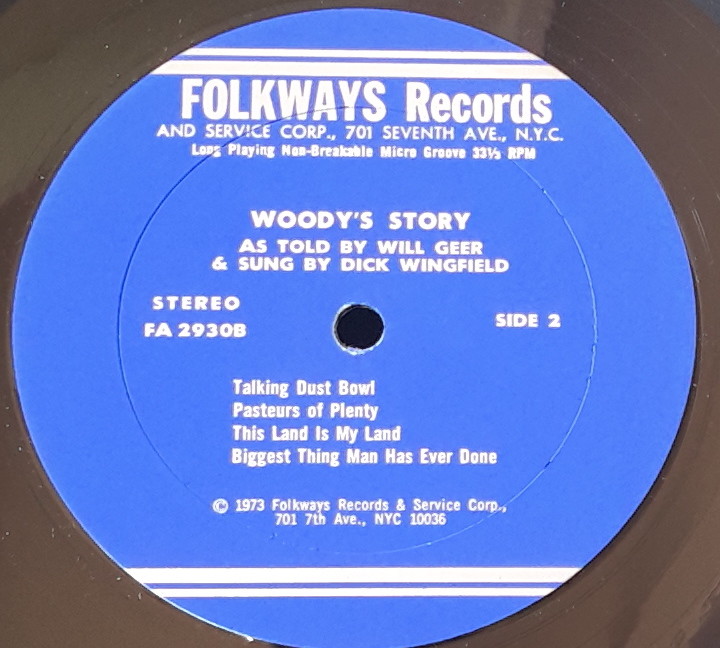 FOLKWAYS Records
AND SERVICE CORP., 701 SEVENTH AVE., N.Y.C.
Long Playing Non-Breakable Micro Groove 33⅓ RPM
WOODY'S STORY
AS TOLD BY WILL GEER
& SUNG BY DICK WINGFIELD
STEREO
FA 2930B
SIDE 2
Talking Dust Bowl
Pasteurs of Plenty
This Land Is My Land
Biggest Thing Man Has Ever Done
© 1973 Folkways Records & Service Corp.,
701 7th Ave., NYC 10036